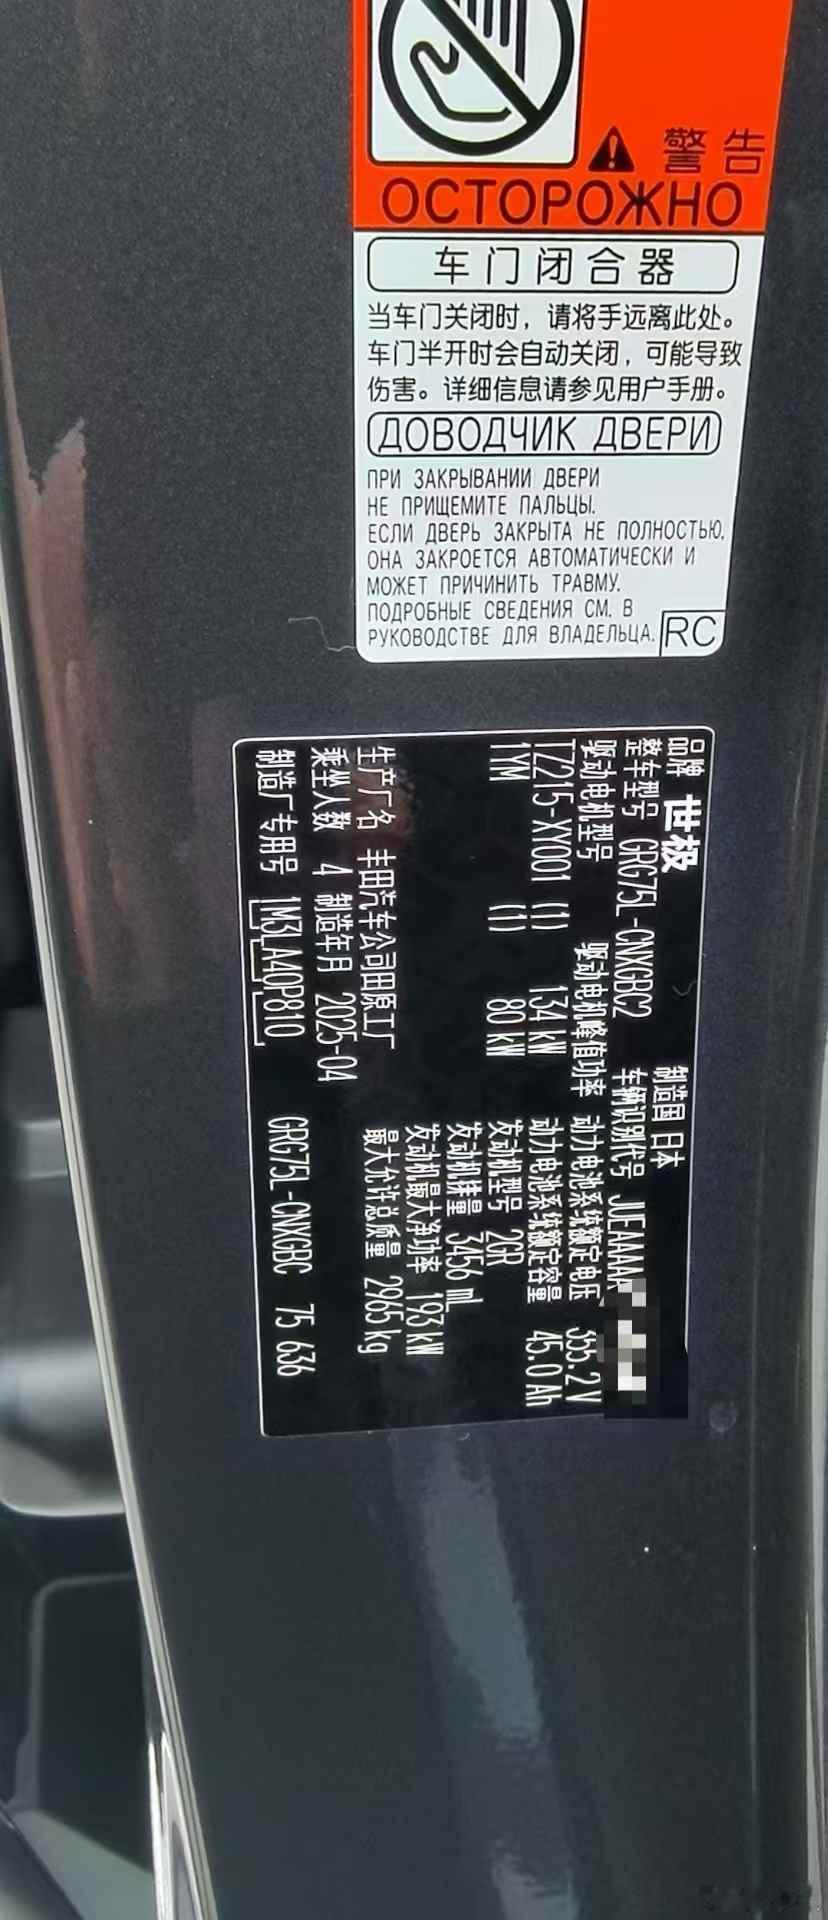 警告
ОСТОРОЖНО
车门闭合器
当车门关闭时，请将手远离此处。
车门半开时会自动关闭，可能导致
伤害。详细信息请参见用户手册。
ДОВОДЧИК ДВЕРИ
ПРИ ЗАКРЫВАНИИ ДВЕРИ
НЕ ПРИЩЕМИТЕ ПАЛЬЦЫ.
ЕСЛИ ДВЕРЬ ЗАКРЫТА НЕ ПОЛНОСТЬЮ,
ОНА ЗАКРОЕТСЯ АВТОМАТИЧЕСКИ И
МОЖЕТ ПРИЧИНИТЬ ТРАВМУ.
ПОДРОБНЫЕ СВЕДЕНИЯ СМ. В
РУКОВОДСТВЕ ДЛЯ ВЛАДЕЛЬЦА.
RC
品牌 世极 制造国 日本
整车型号 GRG75L-CNXGBC2 车辆识别代号 JUEAAAA
驱动电机型号 驱动电机峰值功率 动力电池系统额定电压 355.2V
TZ215-XY001 (1) 134 kW 动力电池系统额定容量 45.0 Ah
1YM (1) 80 kW 发动机型号 2GR
发动机排量 3456 mL
发动机最大净功率 193 kW
生产厂名 丰田汽车公司田原工厂 最大允许总质量 2965 kg
乘坐人数 4 制造年月 2025-04
制造厂专用号 1M3LA40P810 GRG75L-CNXGBC 75 636